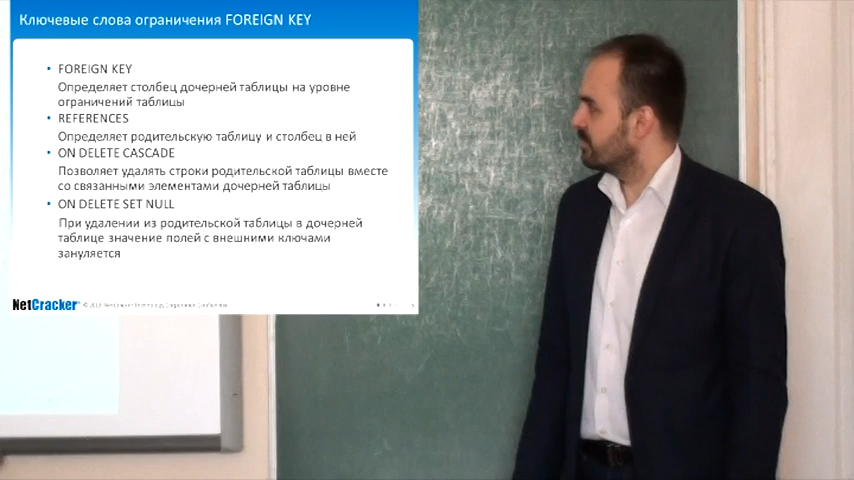 Ключевые слова ограничения FOREIGN KEY
• FOREIGN KEY
Определяет столбец дочерней таблицы на уровне
ограничений таблицы
• REFERENCES
Определяет родительскую таблицу и столбец в ней
• ON DELETE CASCADE
Позволяет удалять строки родительской таблицы вместе
со связанными элементами дочерней таблицы
• ON DELETE SET NULL
При удалении из родительской таблицы в дочерней
таблице значение полей с внешними ключами
зануляется
NetCracker